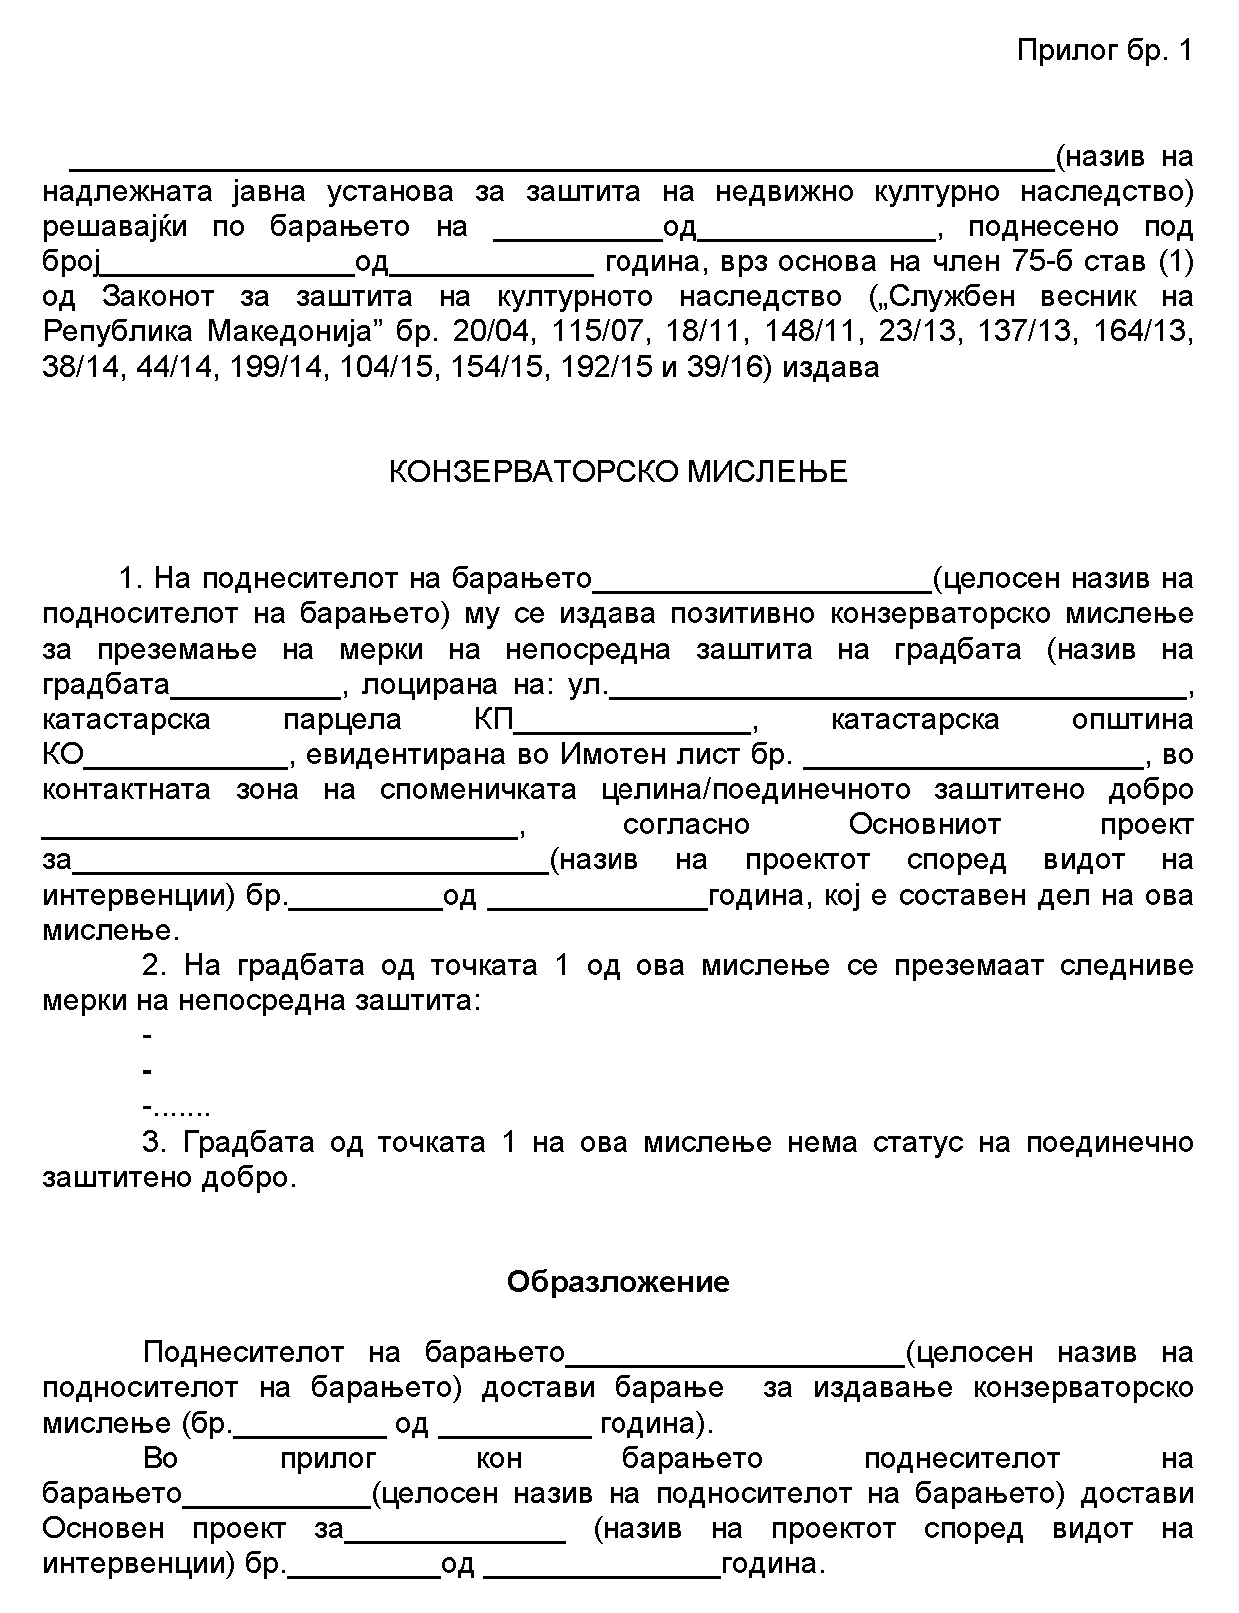 Прилог бр. 1
__________________________________________________________(назив на
надлежната јавна установа за заштита на недвижно културно наследство)
решавајќи по барањето на __________од______________, поднесено под
број_______________од____________ година, врз основа на член 75-б став (1)
од Законот за заштита на културното наследство („Службен весник на
Република Македонија” бр. 20/04, 115/07, 18/11, 148/11, 23/13, 137/13, 164/13,
38/14, 44/14, 199/14, 104/15, 154/15, 192/15 и 39/16) издава
КОНЗЕРВАТОРСКО МИСЛЕЊЕ
1. На поднесителот на барањето____________________(целосен назив на
подносителот на барањето) му се издава позитивно конзерваторско мислење
за преземање на мерки на непосредна заштита на градбата (назив на
градбата__________, лоцирана на: ул.__________________________________,
катастарска парцела КП______________, катастарска општина
КО____________, евидентирана во Имотен лист бр. ____________________, во
контактната зона на споменичката целина/поединечното заштитено добро
____________________________, согласно Основниот проект
за____________________________(назив на проектот според видот на
интервенции) бр._________од _____________година, кој е составен дел на ова
мислење.
2. На градбата од точката 1 од ова мислење се преземаат следниве
мерки на непосредна заштита:
-
-
-.......
3. Градбата од точката 1 на ова мислење нема статус на поединечно
заштитено добро.
Образложение
Поднесителот на барањето____________________(целосен назив на
подносителот на барањето) достави барање за издавање конзерваторско
мислење (бр._________ од _________ година).
Во прилог кон барањето поднесителот на
барањето___________(целосен назив на подносителот на барањето) достави
Основен проект за_____________ (назив на проектот според видот на
интервенции) бр._________од ______________година.